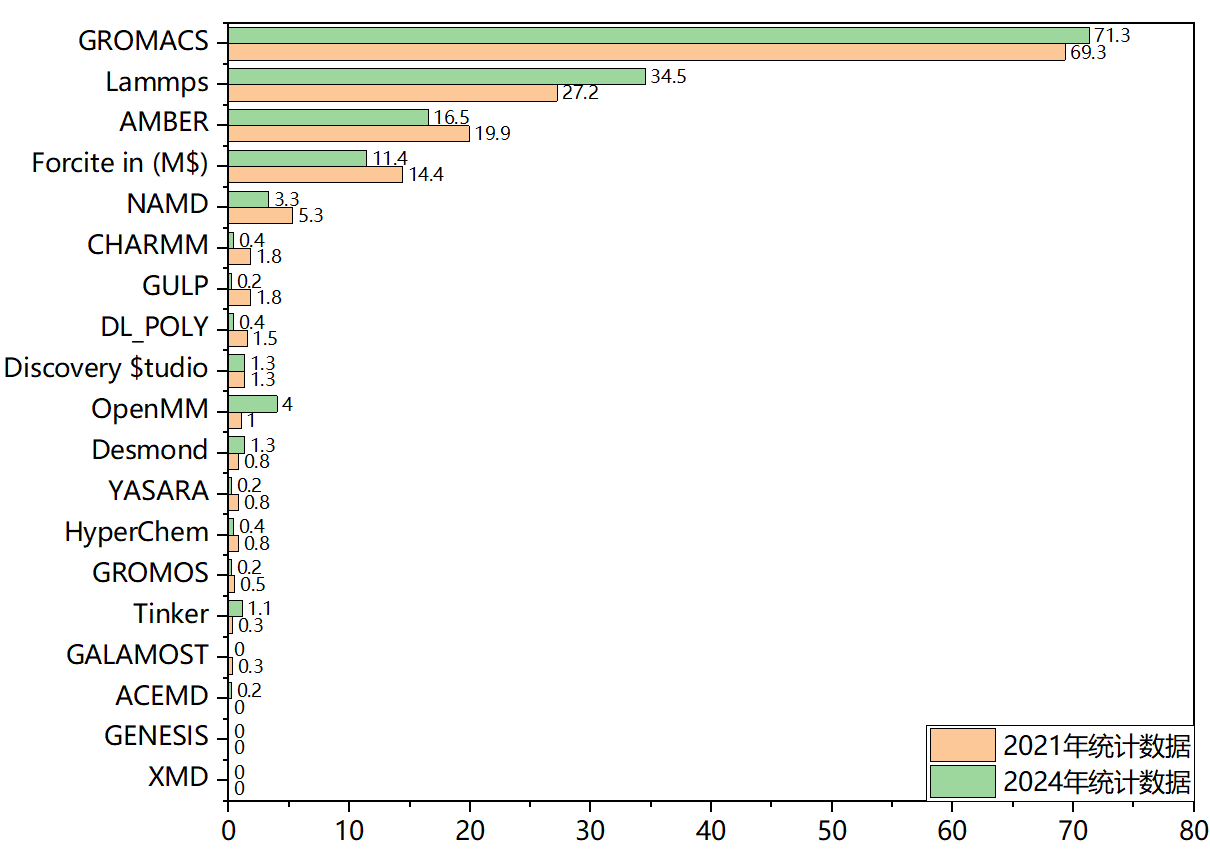 GROMACS 71.3
69.3
Lammps 34.5
27.2
AMBER 16.5
19.9
Forcite in (M$) 11.4
14.4
NAMD 3.3
5.3
CHARMM 0.4
1.8
GULP 0.2
1.8
DL_POLY 0.4
1.5
Discovery $tudio 1.3
1.3
OpenMM 4
1
Desmond 1.3
0.8
YASARA 0.2
0.8
HyperChem 0.4
0.8
GROMOS 0.2
0.5
Tinker 1.1
0.3
GALAMOST 0
0.3
ACEMD 0.2
0
GENESIS 0
0
XMD 0
0
2021年统计数据
2024年统计数据
0 10 20 30 40 50 60 70 80